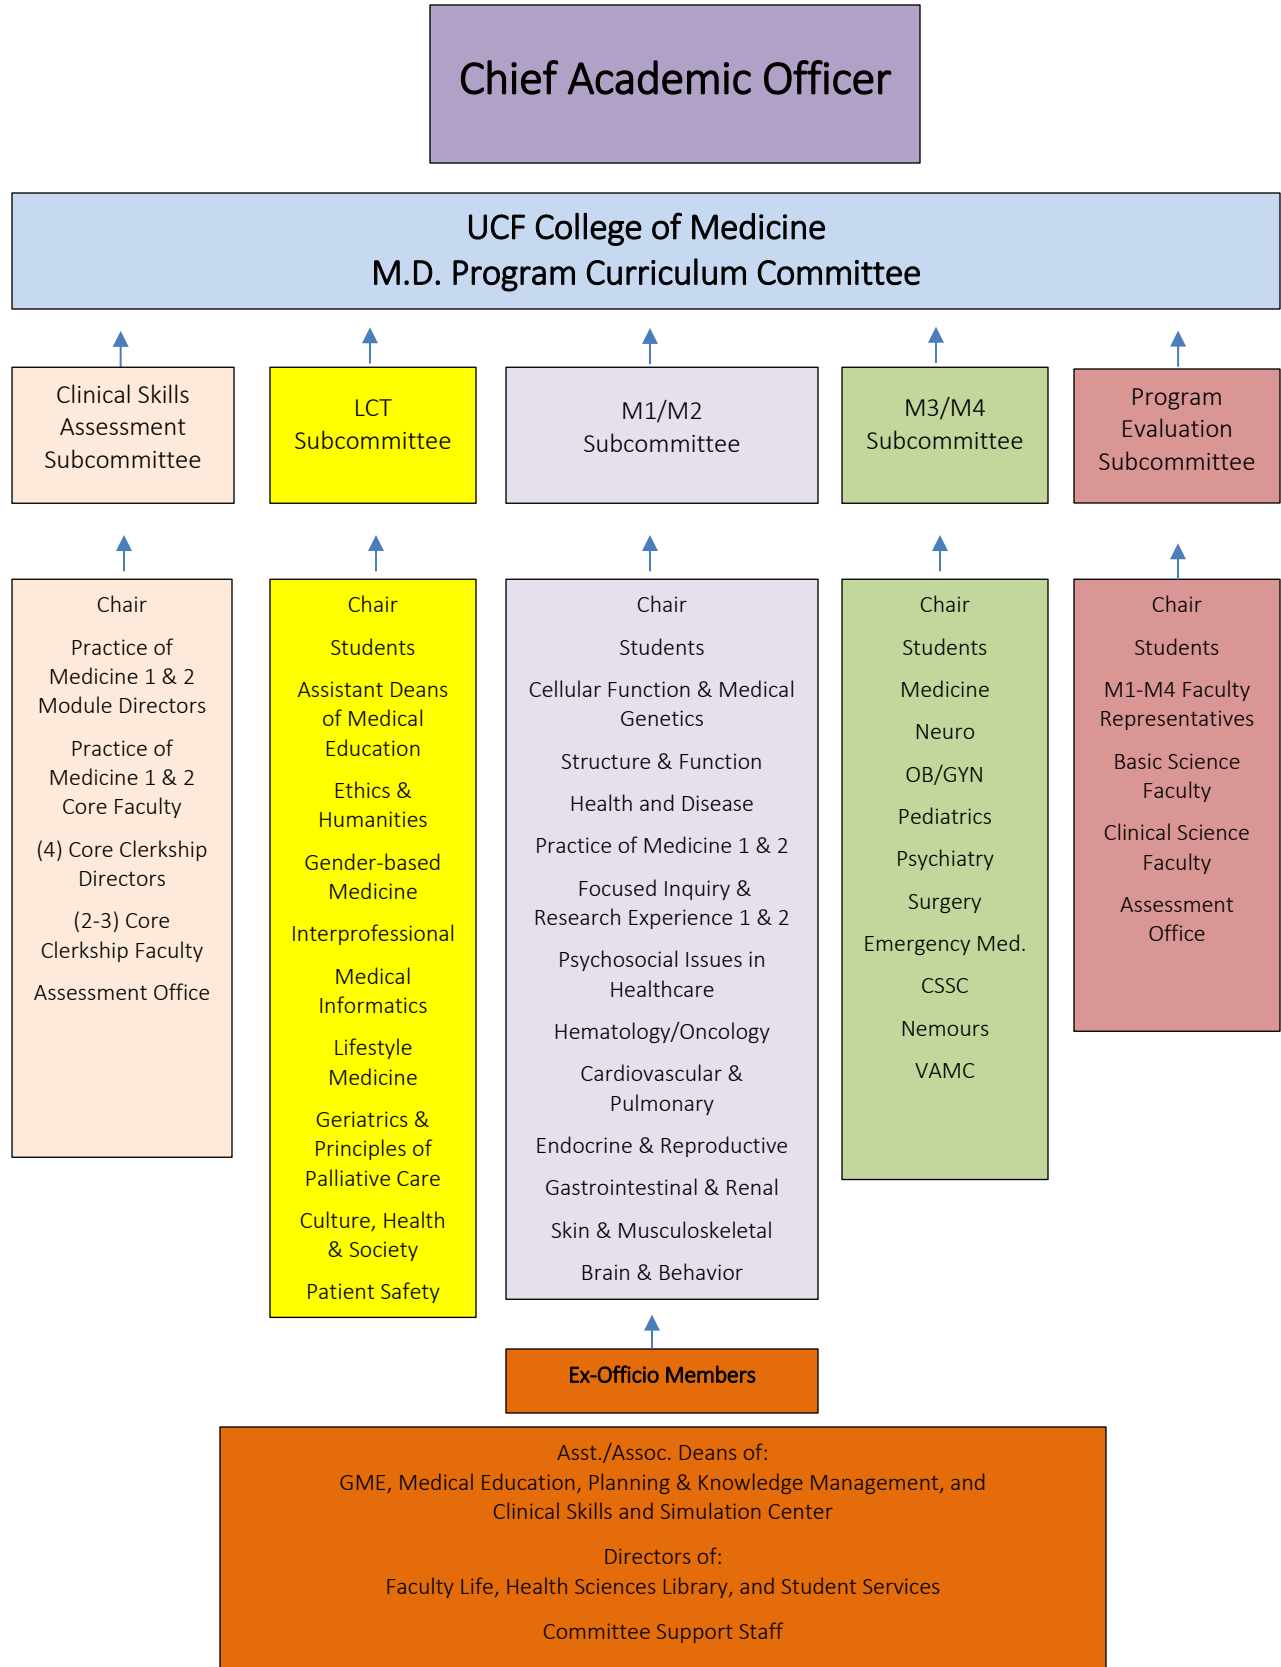 Chief Academic Officer
UCF College of Medicine
M.D. Program Curriculum Committee
Clinical Skills
Assessment
Subcommittee
LCT
Subcommittee
M1/M2
Subcommittee
M3/M4
Subcommittee
Program
Evaluation
Subcommittee
Chair
Practice of
Medicine 1 & 2
Module Directors
Practice of
Medicine 1 & 2
Core Faculty
(4) Core Clerkship
Directors
(2-3) Core
Clerkship Faculty
Assessment Office
Chair
Students
Assistant Deans
of Medical
Education
Ethics &
Humanities
Gender-based
Medicine
Interprofessional
Medical
Informatics
Lifestyle
Medicine
Geriatrics &
Principles of
Palliative Care
Culture, Health
& Society
Patient Safety
Chair
Students
Cellular Function & Medical
Genetics
Structure & Function
Health and Disease
Practice of Medicine 1 & 2
Focused Inquiry &
Research Experience 1 & 2
Psychosocial Issues in
Healthcare
Hematology/Oncology
Cardiovascular &
Pulmonary
Endocrine & Reproductive
Gastrointestinal & Renal
Skin & Musculoskeletal
Brain & Behavior
Chair
Students
Medicine
Neuro
OB/GYN
Pediatrics
Psychiatry
Surgery
Emergency Med.
CSSC
Nemours
VAMC
Chair
Students
M1-M4 Faculty
Representatives
Basic Science
Faculty
Clinical Science
Faculty
Assessment
Office
Ex-Officio Members
Asst./Assoc. Deans of:
GME, Medical Education, Planning & Knowledge Management, and
Clinical Skills and Simulation Center
Directors of:
Faculty Life, Health Sciences Library, and Student Services
Committee Support Staff